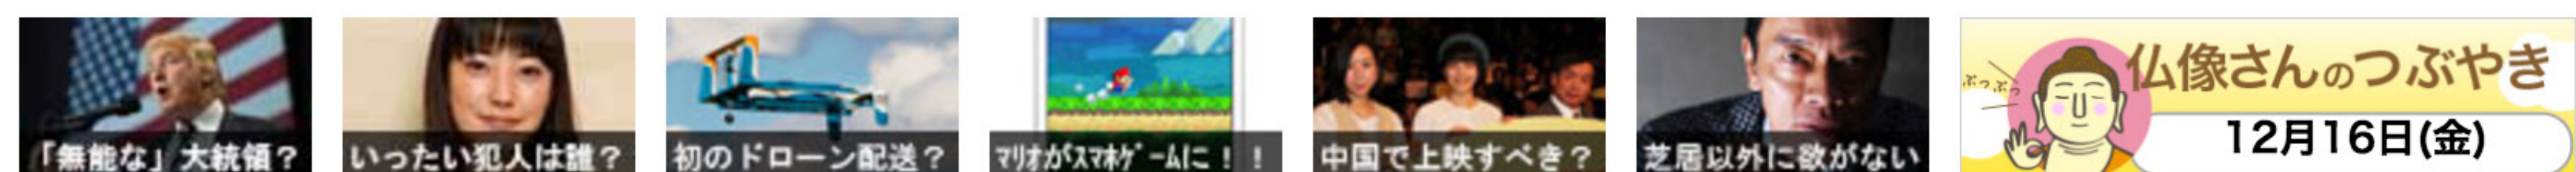 「無能な」大統領？
いったい犯人は誰？
初のドローン配送？
ﾏﾘｵがｽﾏﾎｹﾞｰﾑに！！
中国で上映すべき？
芝居以外に欲がない
ぶつぶつ
仏像さんのつぶやき
12月16日(金)